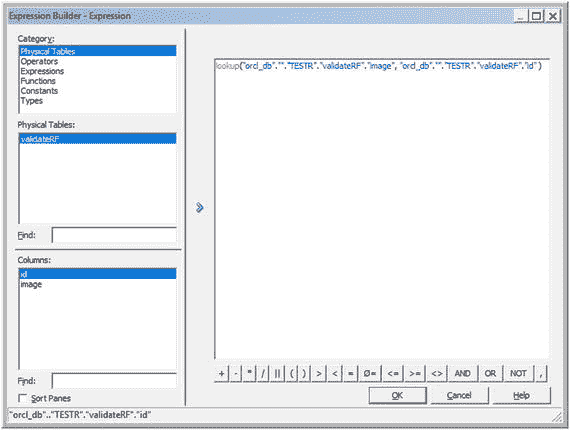 Expression Builder - Expression
Category:
Physical Tables
Operators
Expressions
Functions
Constants
Types
Physical Tables:
validateRF
Find:
Columns:
id
image
Find:
Sort Panes
lookup("orcl_db".""."TESTR"."validateRF"."image", "orcl_db".""."TESTR"."validateRF"."id" )
+ - * / || ( ) > < = Ø= <= >= <> AND OR NOT ,
OK Cancel Help
"orcl_db".."TESTR"."validateRF"."id"